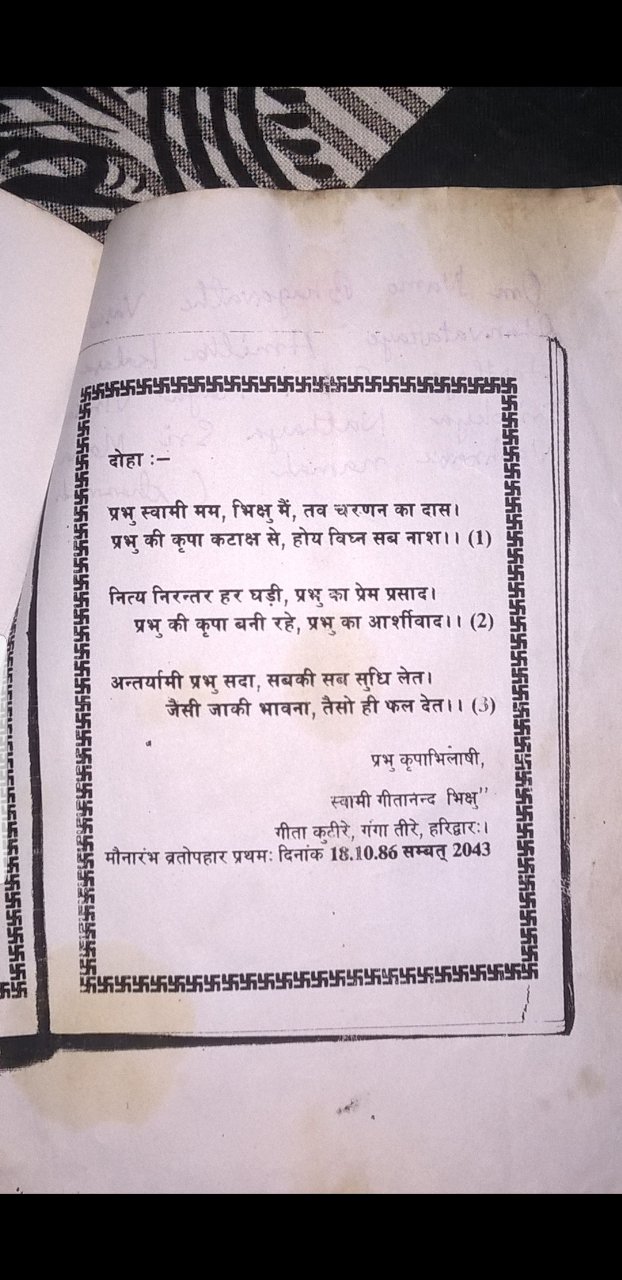 दोहा :–
प्रभु स्वामी मम, भिक्षु मैं, तव चरणन का दास।
प्रभु की कृपा कटाक्ष से, होय विघ्न सब नाश।। (1)
नित्य निरन्तर हर घड़ी, प्रभु का प्रेम प्रसाद।
प्रभु की कृपा बनी रहे, प्रभु का आर्शीवाद।। (2)
अन्तर्यामी प्रभु सदा, सबकी सब सुधि लेत।
जैसी जाकी भावना, तैसो ही फल देत।। (3)
प्रभु कृपाभिलाषी,
स्वामी गीतानन्द भिक्षु"
गीता कुटीरे, गंगा तीरे, हरिद्वारः।
मौनारंभ व्रतोपहार प्रथमः दिनांक 18.10.86 सम्बत् 2043